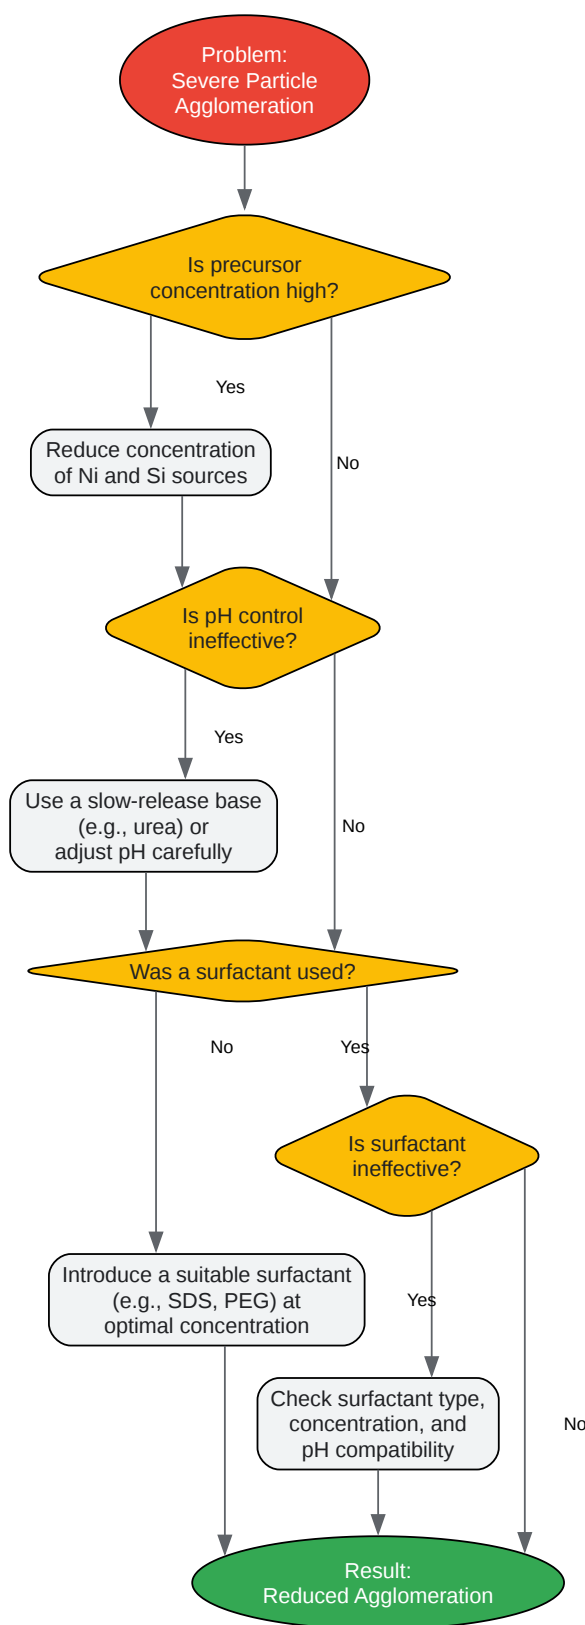 Problem:
Severe Particle
Agglomeration
Is precursor
concentration high?
Yes
Reduce concentration
of Ni and Si sources
No
Is pH control
ineffective?
Yes
Use a slow-release base
(e.g., urea) or
adjust pH carefully
No
Was a surfactant used?
No
Yes
Is surfactant
ineffective?
Introduce a suitable surfactant
(e.g., SDS, PEG) at
optimal concentration
Yes
Check surfactant type,
concentration, and
pH compatibility
No
Result:
Reduced Agglomeration